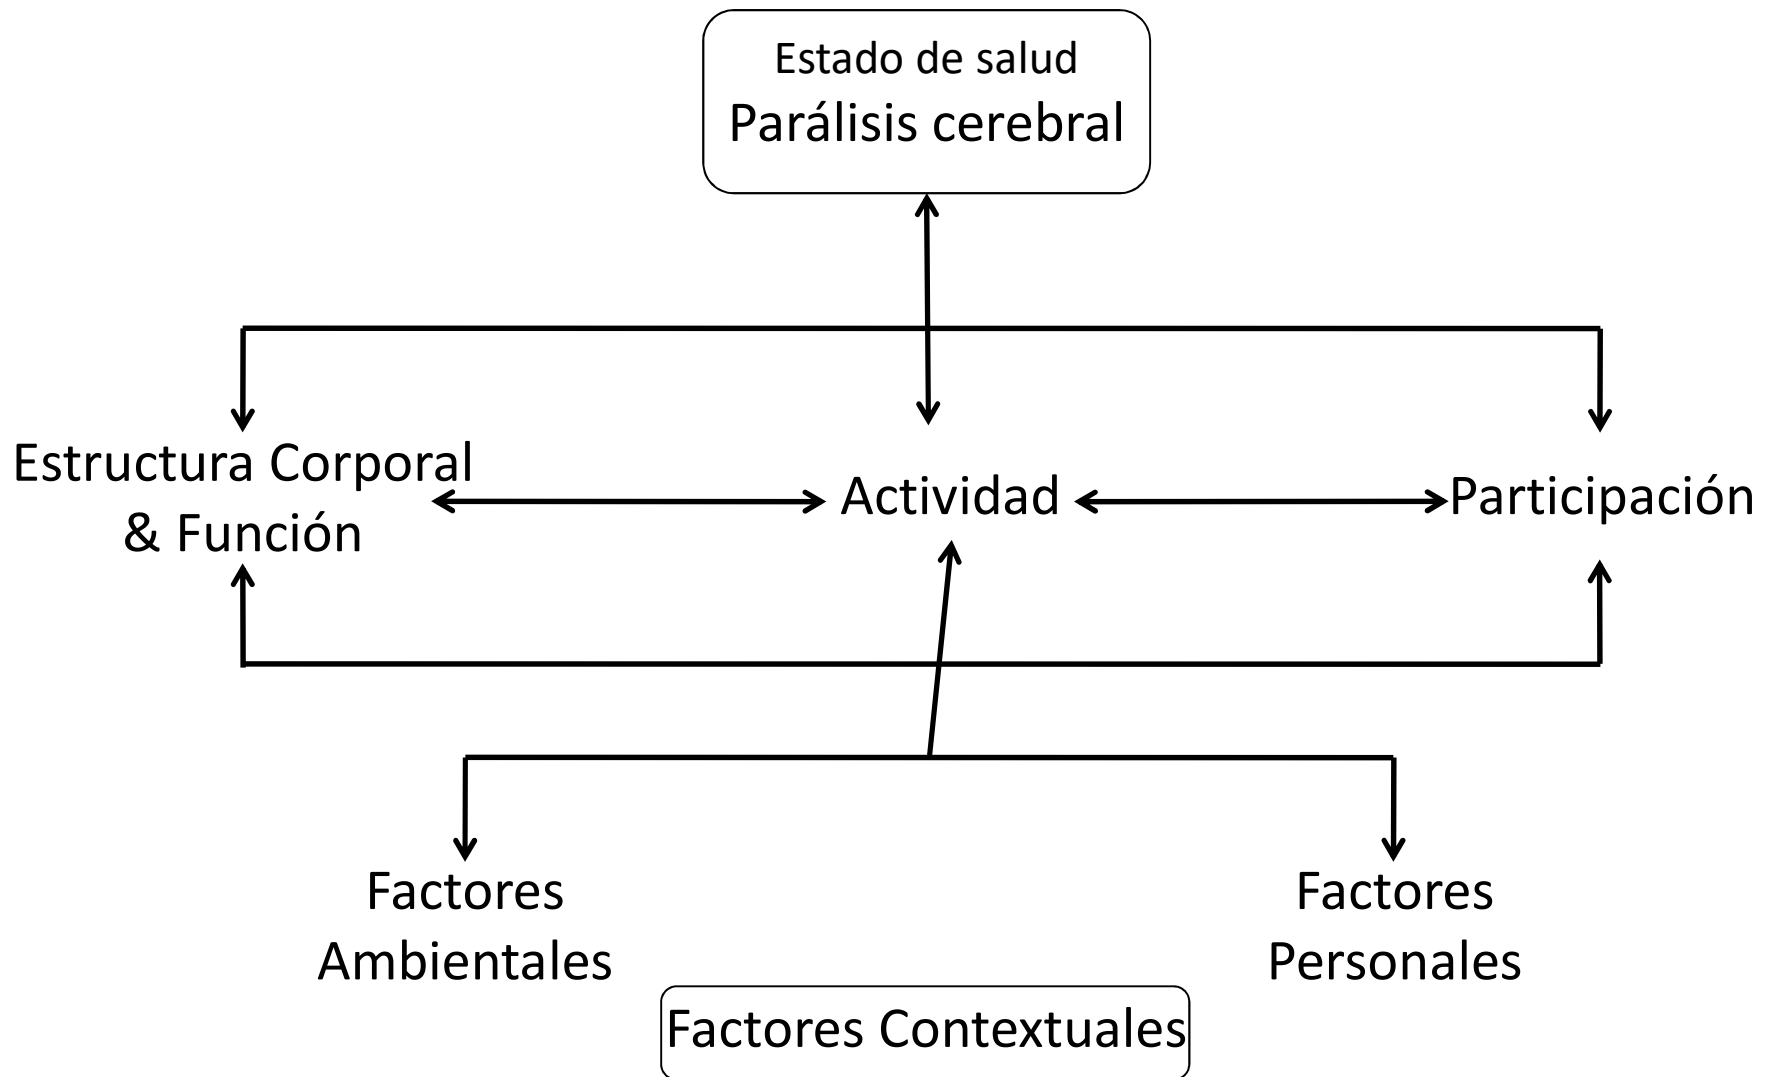 Estado de salud
Parálisis cerebral
Estructura Corporal
& Función
Actividad
Participación
Factores
Ambientales
Factores
Personales
Factores Contextuales